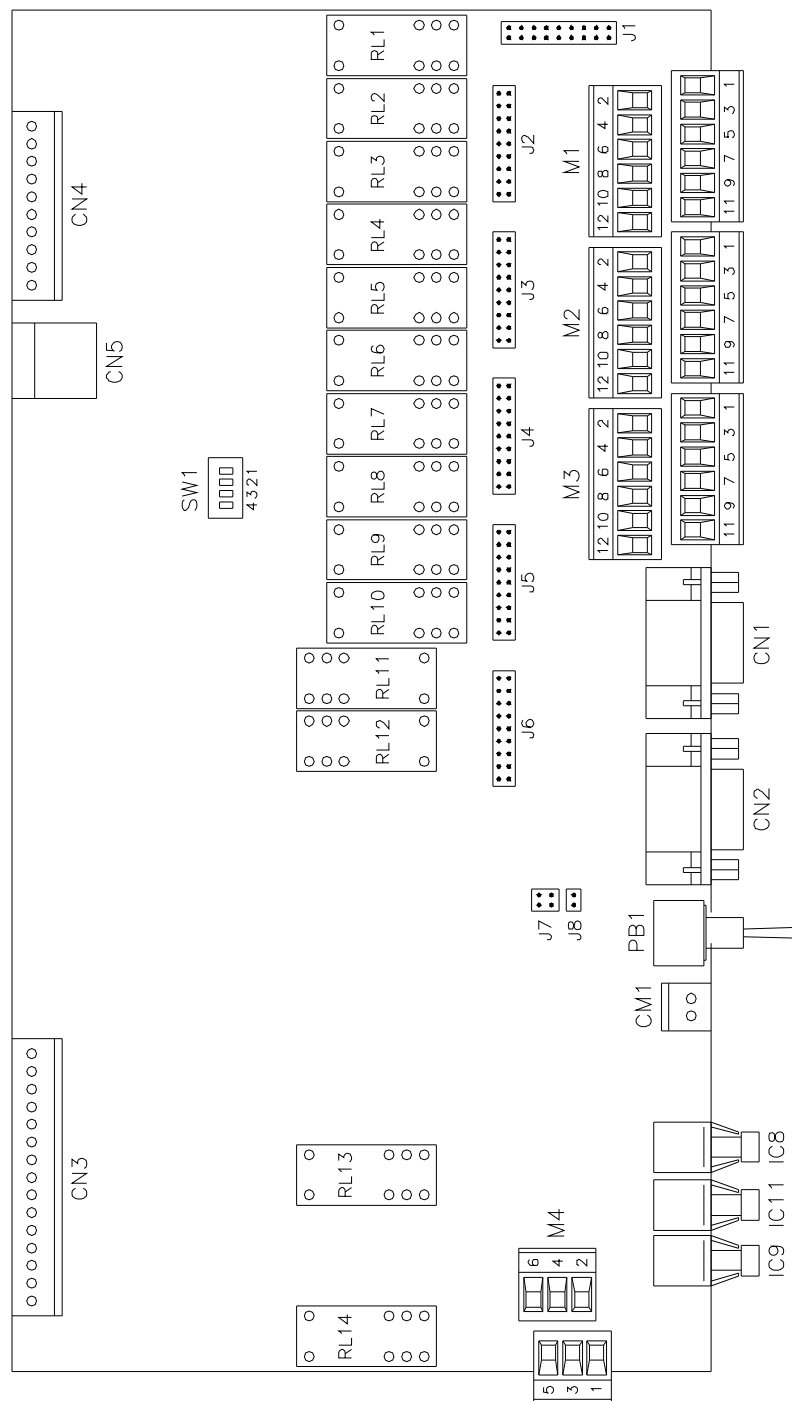 RL1
RL2
RL3
RL4
RL5
RL6
RL7
RL8
RL9
RL10
RL11
RL12
RL13
RL14
CN4
CN5
SW1
4321
CN3
J1
J2
J3
J4
J5
J6
J7
J8
M1
12 10 8 6 4 2
11 9 7 5 3 1
M2
12 10 8 6 4 2
11 9 7 5 3 1
M3
12 10 8 6 4 2
11 9 7 5 3 1
CN1
CN2
PB1
CM1
IC8
IC11
IC9
M4
6 4 2
5 3 1